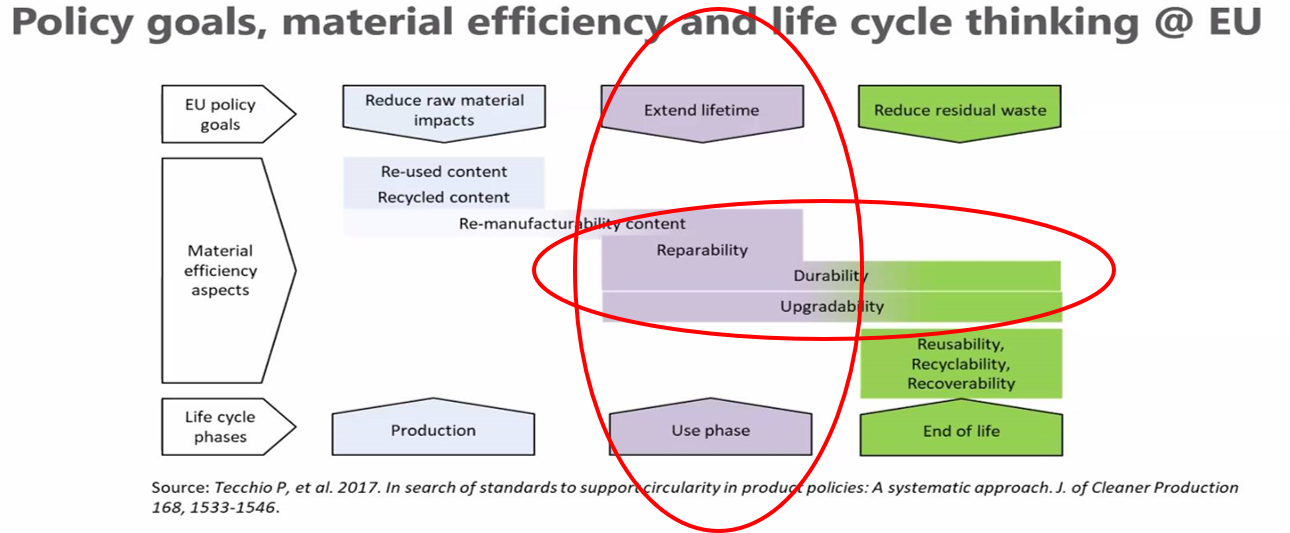 Policy goals, material efficiency and life cycle thinking @ EU
EU policy
goals
Reduce raw material
impacts
Extend lifetime
Reduce residual waste
Material
efficiency
aspects
Re-used content
Recycled content
Re-manufacturability content
Reparability
Durability
Upgradability
Reusability,
Recyclability,
Recoverability
Life cycle
phases
Production
Use phase
End of life
Source: Tecchio P, et al. 2017. In search of standards to support circularity in product policies: A systematic approach. J. of Cleaner Production
168, 1533-1546.